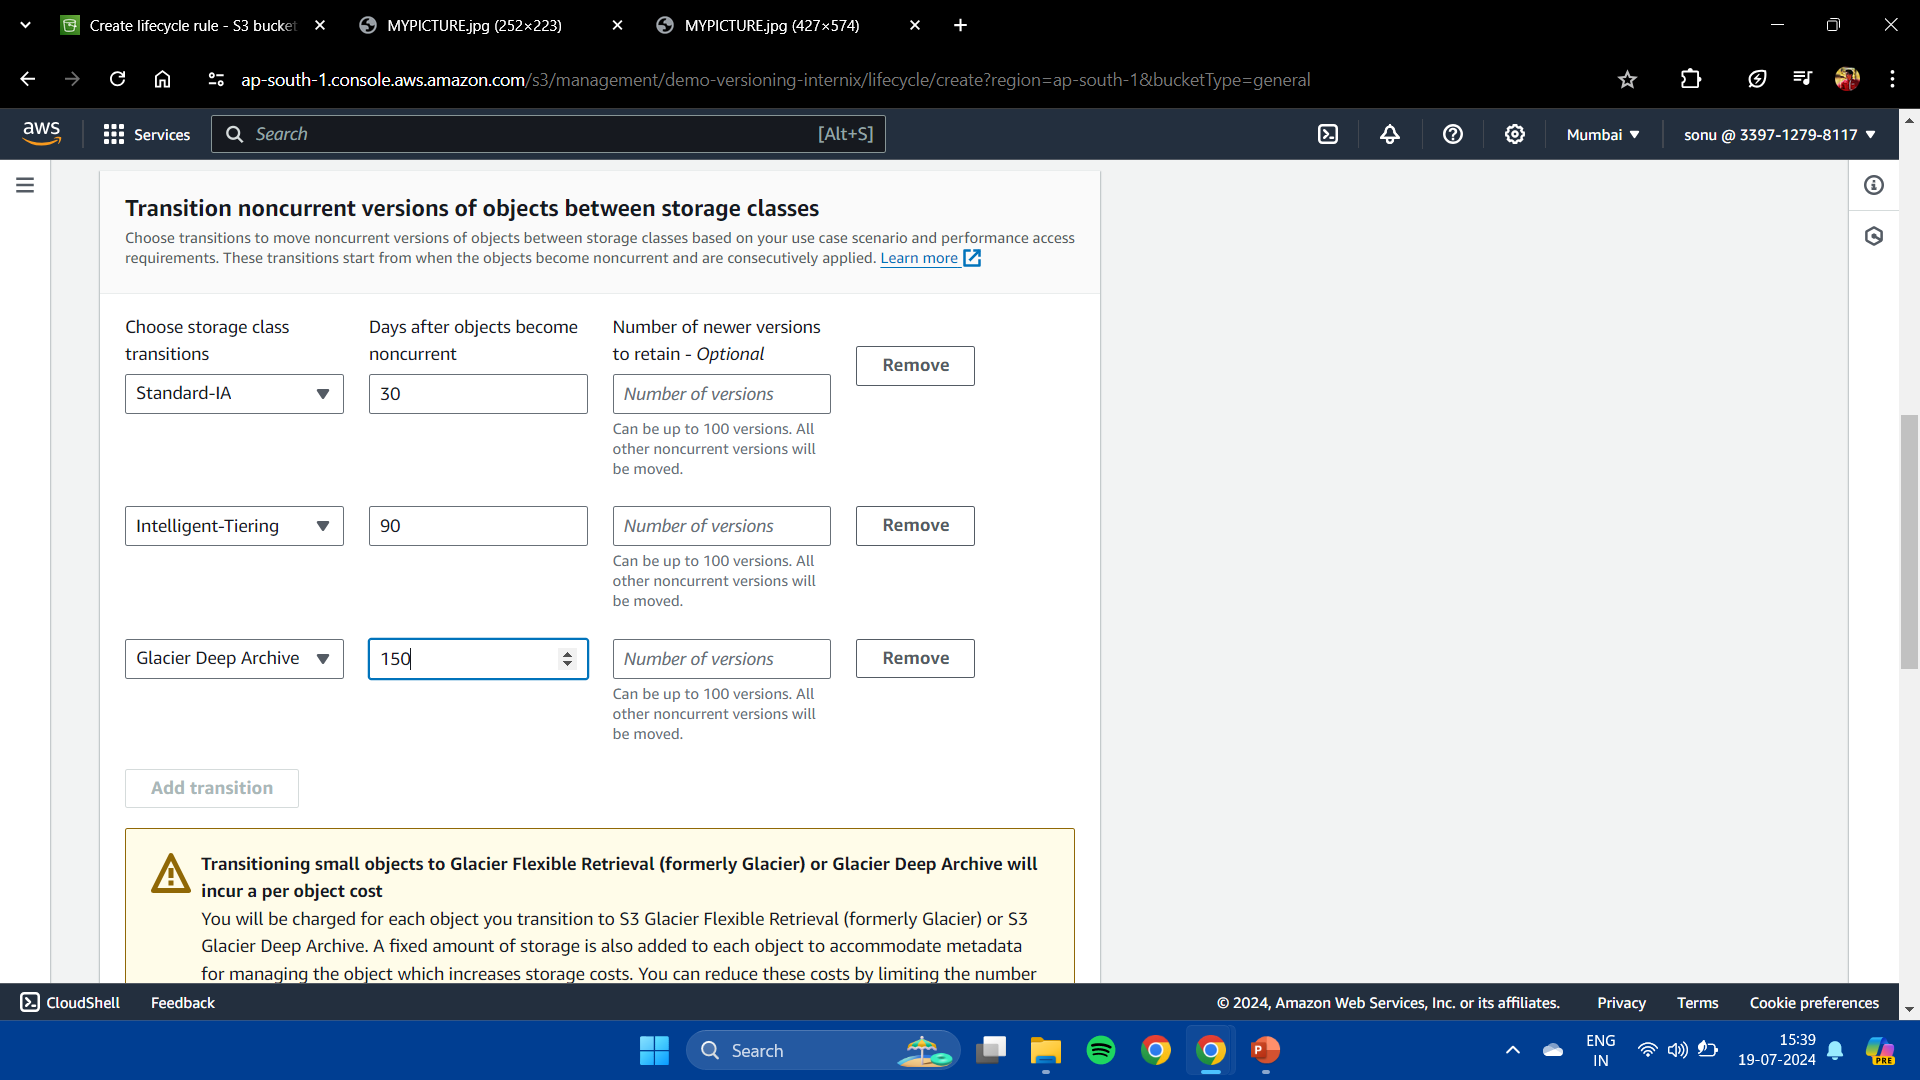 Create lifecycle rule - S3 bucket
MYPICTURE.jpg (252×223)
MYPICTURE.jpg (427×574)
ap-south-1.console.aws.amazon.com/s3/management/demo-versioning-internix/lifecycle/create?region=ap-south-1&bucketType=general
aws
Services
Search
[Alt+S]
Mumbai
sonu @ 3397-1279-8117
Transition noncurrent versions of objects between storage classes
Choose transitions to move noncurrent versions of objects between storage classes based on your use case scenario and performance access
requirements. These transitions start from when the objects become noncurrent and are consecutively applied. Learn more
Choose storage class
transitions
Days after objects become
noncurrent
Number of newer versions
to retain - Optional
Remove
Standard-IA
30
Number of versions
Can be up to 100 versions. All
other noncurrent versions will
be moved.
Intelligent-Tiering
90
Number of versions
Remove
Can be up to 100 versions. All
other noncurrent versions will
be moved.
Glacier Deep Archive
150
Number of versions
Remove
Can be up to 100 versions. All
other noncurrent versions will
be moved.
Add transition
Transitioning small objects to Glacier Flexible Retrieval (formerly Glacier) or Glacier Deep Archive will
incur a per object cost
You will be charged for each object you transition to S3 Glacier Flexible Retrieval (formerly Glacier) or S3
Glacier Deep Archive. A fixed amount of storage is also added to each object to accommodate metadata
for managing the object which increases storage costs. You can reduce these costs by limiting the number
CloudShell
Feedback
© 2024, Amazon Web Services, Inc. or its affiliates.
Privacy
Terms
Cookie preferences
Search
P
ENG
IN
15:39
19-07-2024
PRE